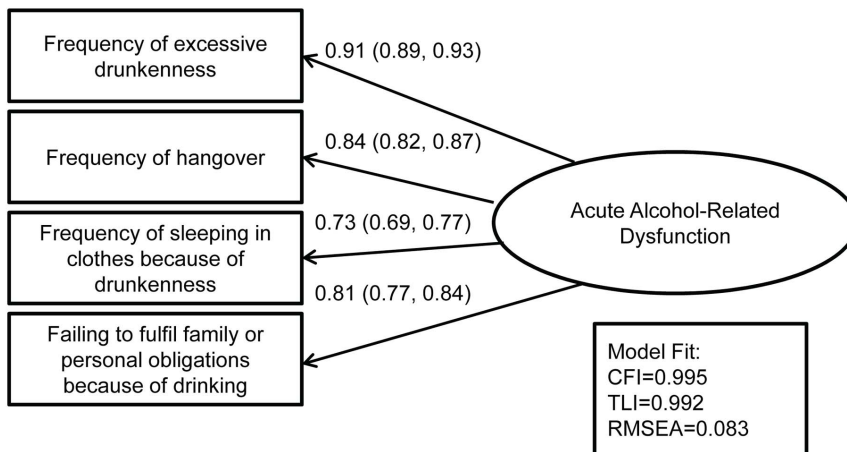 Frequency of excessive
drunkenness
0.91 (0.89, 0.93)
Frequency of hangover
0.84 (0.82, 0.87)
Frequency of sleeping in
clothes because of
drunkenness
0.73 (0.69, 0.77)
Failing to fulfil family or
personal obligations
because of drinking
0.81 (0.77, 0.84)
Acute Alcohol-Related
Dysfunction
Model Fit:
CFI=0.995
TLI=0.992
RMSEA=0.083